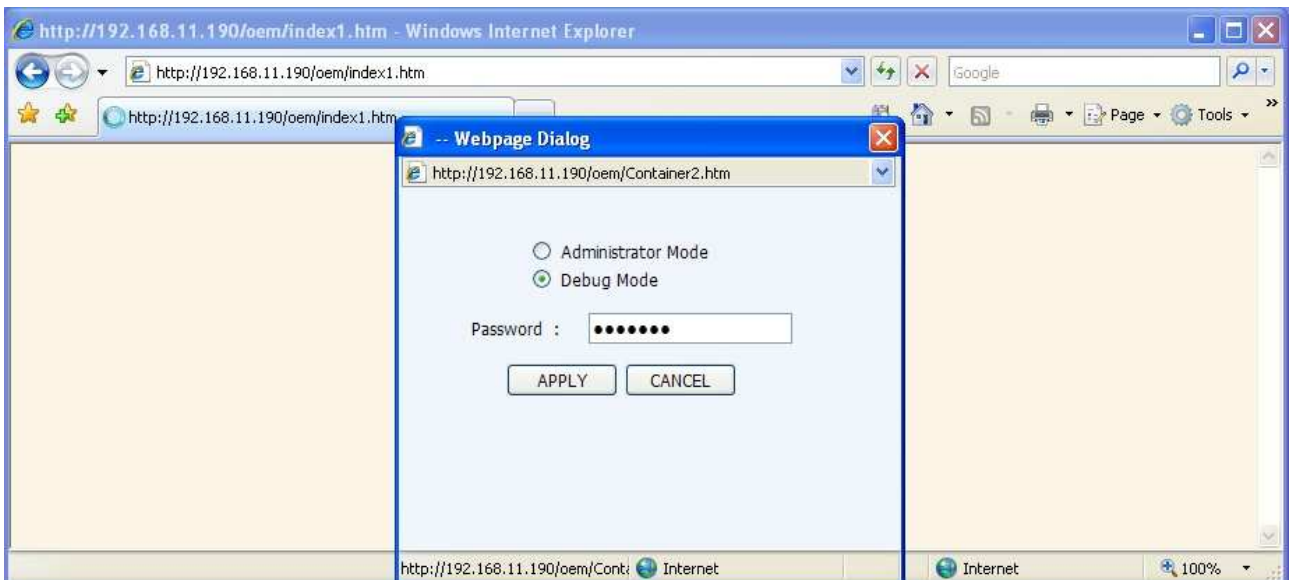 http://192.168.11.190/oem/index1.htm - Windows Internet Explorer
http://192.168.11.190/oem/index1.htm
Google
http://192.168.11.190/oem/index1.htm
Page
Tools
»
-- Webpage Dialog
http://192.168.11.190/oem/Container2.htm
Administrator Mode
Debug Mode
Password :
•••••••
APPLY
CANCEL
http://192.168.11.190/oem/Conta
Internet
Internet
100%